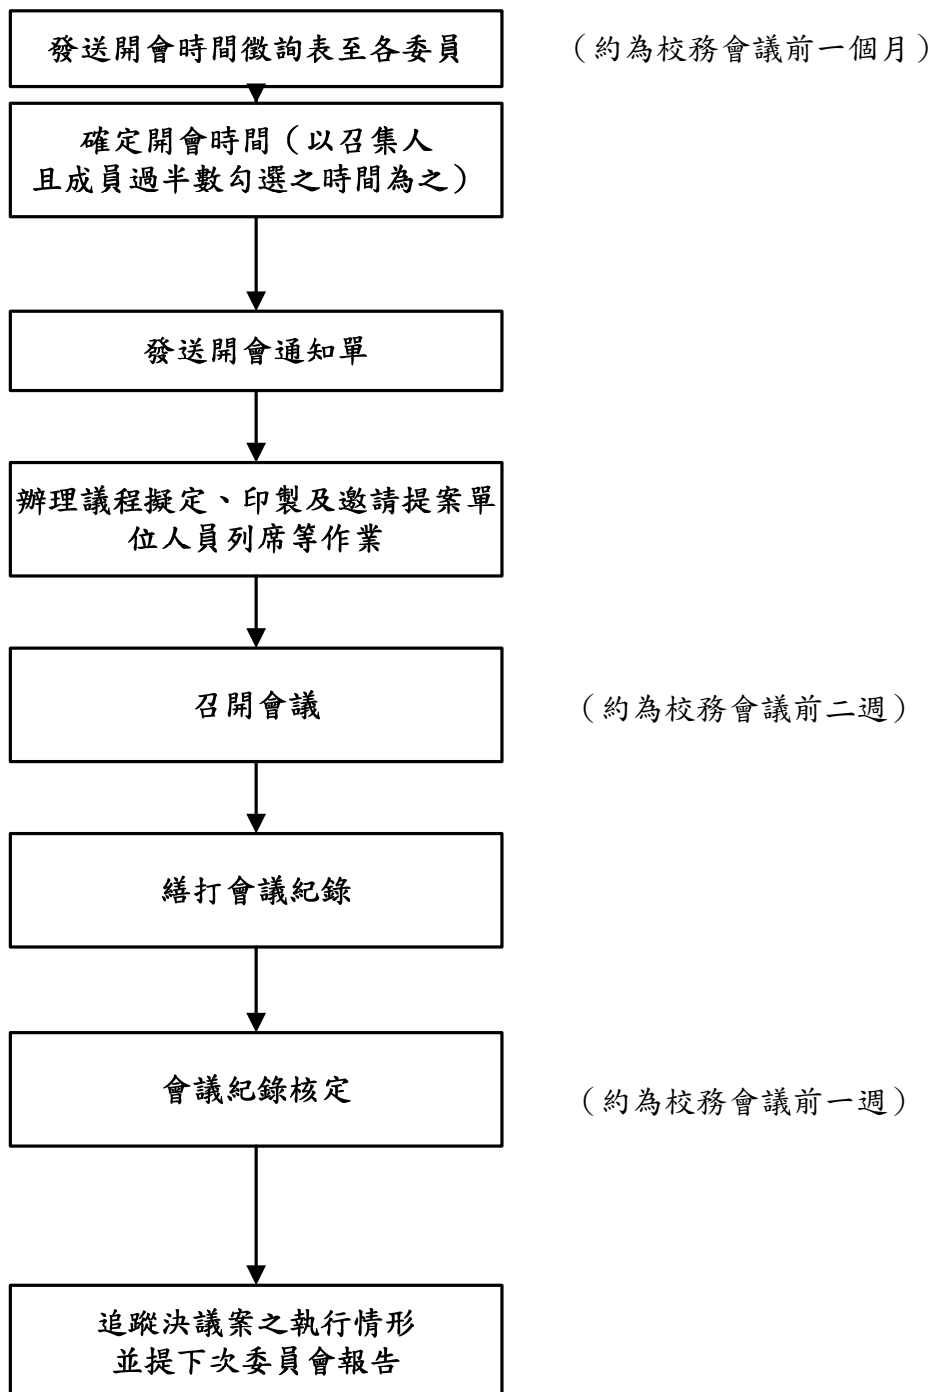 發送開會時間徵詢表至各委員
（約為校務會議前一個月）
確定開會時間（以召集人
且成員過半數勾選之時間為之）
發送開會通知單
辦理議程擬定、印製及邀請提案單
位人員列席等作業
召開會議
（約為校務會議前二週）
繕打會議紀錄
會議紀錄核定
（約為校務會議前一週）
追蹤決議案之執行情形
並提下次委員會報告